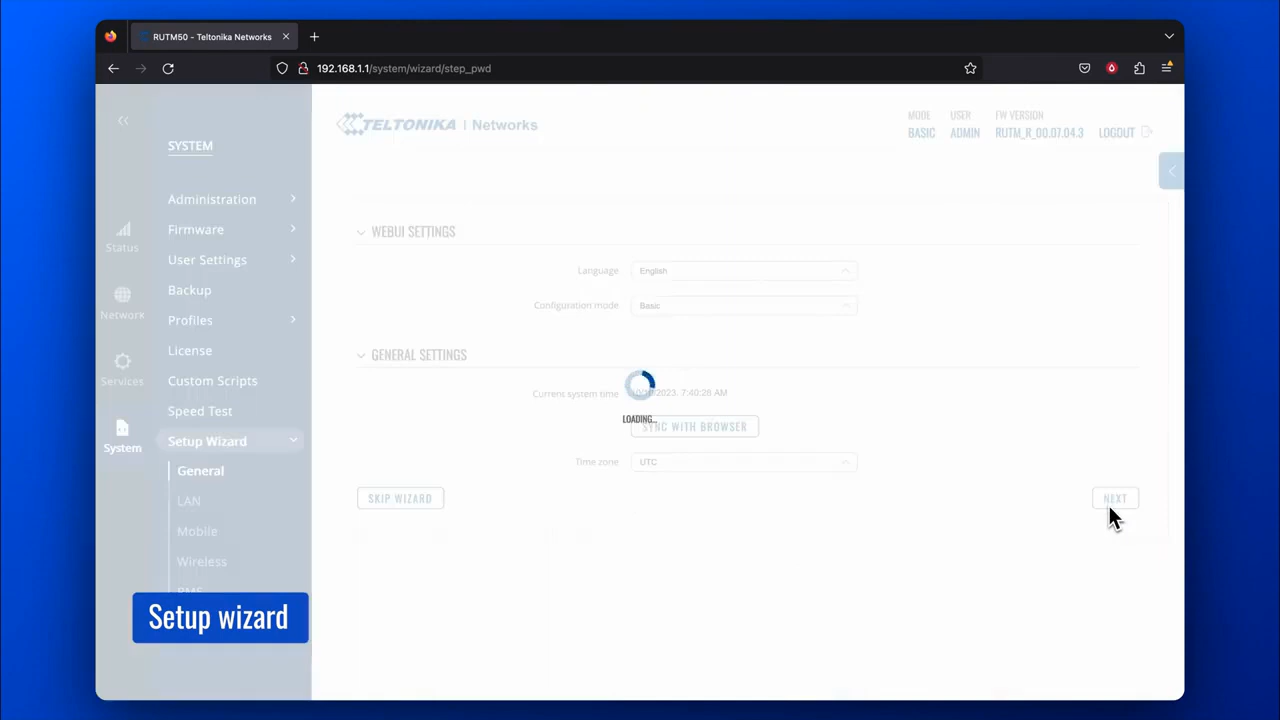 RUTM50 - Teltonika Networks
192.168.1.1/system/wizard/step_pwd
SYSTEM
Administration
Firmware
User Settings
Backup
Profiles
License
Custom Scripts
Speed Test
Setup Wizard
General
LAN
Mobile
Wireless
RMS
Status
Network
Services
System
Setup wizard
TELTONIKA | Networks
MODE
BASIC
USER
ADMIN
FW VERSION
RUTM_R_00.07.04.3
LOGOUT
WEBUI SETTINGS
Language English
Configuration mode Basic
GENERAL SETTINGS
Current system time 2023, 7:40:28 AM
LOADING...
SYNC WITH BROWSER
Time zone UTC
SKIP WIZARD
NEXT